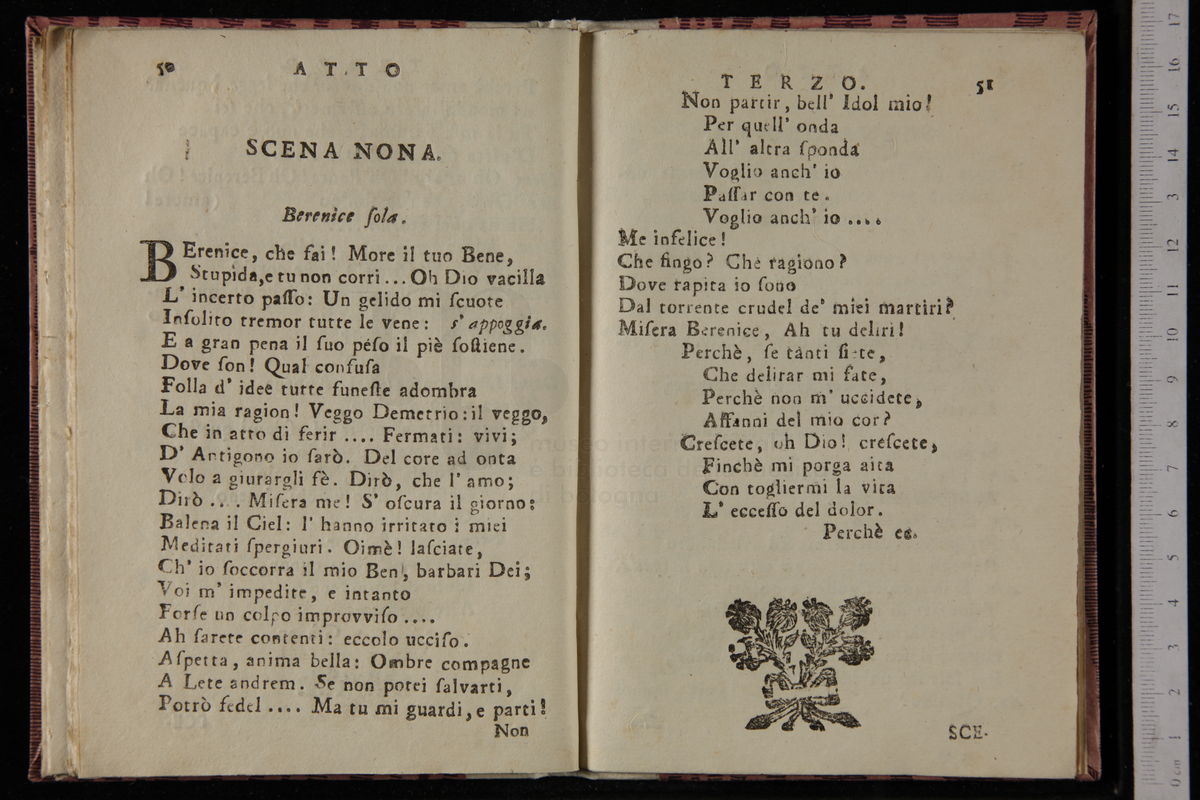 50
ATTO
SCENA NONA.
Berenice ſola.
BErenice, che fai! More il tuo Bene,
Stupida, e tu non corri... Oh Dio vacilla
L' incerto paſſo: Un gelido mi ſcuote
Inſolito tremor tutte le vene: s' appoggia.
E a gran pena il ſuo peſo il piè ſoſtiene.
Dove ſon! Qual confuſa
Folla d' idee tutte funeſte adombra
La mia ragion! Veggo Demetrio: il veggo,
Che in atto di ferir .... Fermati: vivi;
D' Antigono io ſarò. Del core ad onta
Volo a giurargli fè. Dirò, che l' amo;
Dirò .... Miſera me! S' oſcura il giorno:
Balena il Ciel: l' hanno irritato i miei
Meditati ſpergiuri. Oimè! laſciate,
Ch' io ſoccorra il mio Ben, barbari Dei;
Voi m' impedite, e intanto
Forſe un colpo improvviſo ....
Ah ſarete contenti: eccolo ucciſo.
Aſpetta, anima bella: Ombre compagne
A Lete andrem. Se non potei ſalvarti,
Potrò fedel .... Ma tu mi guardi, e parti!
Non
TERZO.
51
Non partir, bell' Idol mio!
Per quell' onda
All' altra ſponda
Voglio anch' io
Paſſar con te.
Voglio anch' io ....
Me infelice!
Che fingo? Che ragiono?
Dove rapita io ſono
Dal torrente crudel de' miei martiri?
Miſera Berenice, Ah tu deliri!
Perchè, ſe tanti ſiete,
Che delirar mi fate,
Perchè non m' uccidete,
Affanni del mio cor?
Creſcete, oh Dio! creſcete,
Finchè mi porga aita
Con togliermi la vita
L' ecceſſo del dolor.
Perchè ec.
SCE-